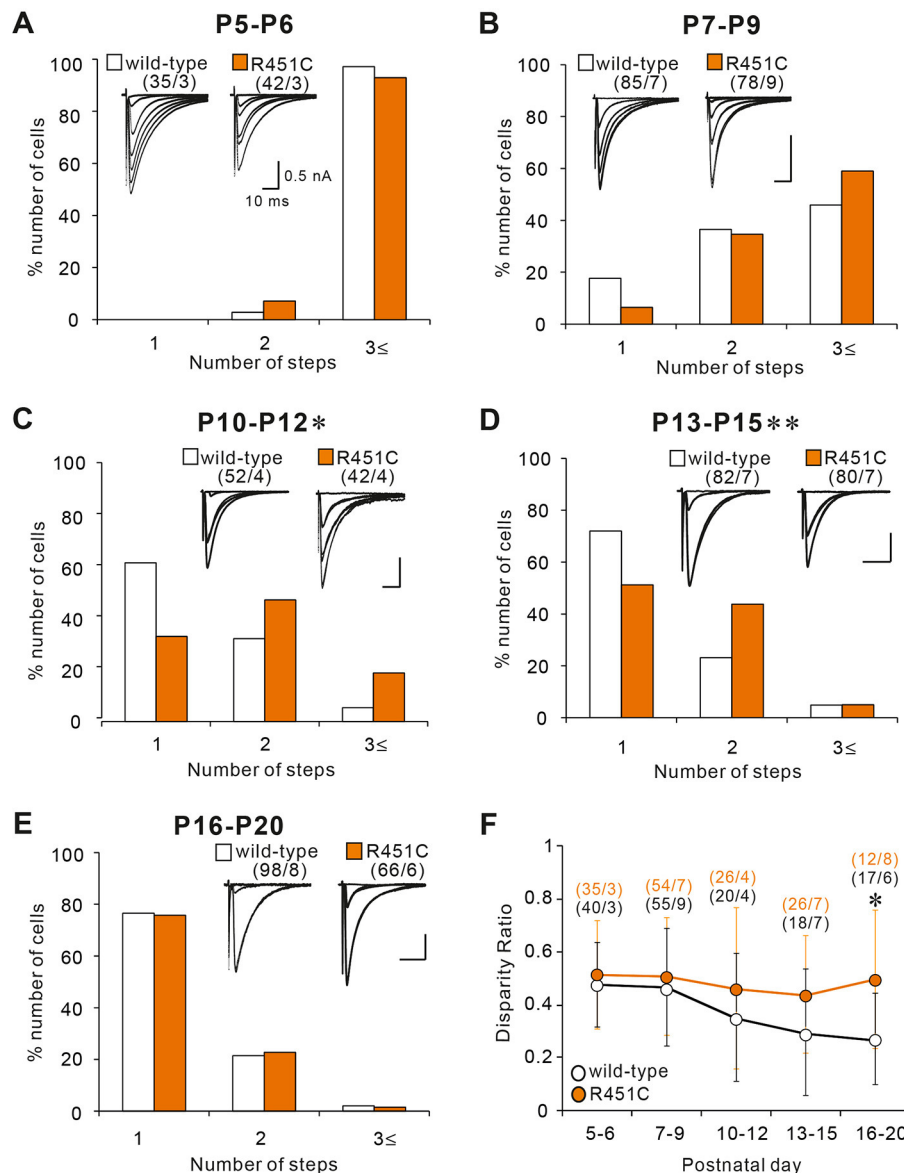 A
P5-P6
wild-type
(35/3)
R451C
(42/3)
% number of cells
100
80
60
40
20
0
0.5 nA
10 ms
1
2
3≤
Number of steps
B
P7-P9
wild-type
(85/7)
R451C
(78/9)
% number of cells
100
80
60
40
20
0
1
2
3≤
Number of steps
C
P10-P12*
wild-type
(52/4)
R451C
(42/4)
% number of cells
100
80
60
40
20
0
1
2
3≤
Number of steps
D
P13-P15**
wild-type
(82/7)
R451C
(80/7)
% number of cells
100
80
60
40
20
0
1
2
3≤
Number of steps
E
P16-P20
wild-type
(98/8)
R451C
(66/6)
% number of cells
100
80
60
40
20
0
1
2
3≤
Number of steps
F
Disparity Ratio
1
0.8
0.6
0.4
0.2
0
(35/3)
(40/3)
(54/7)
(55/9)
(26/4)
(20/4)
(26/7)
(18/7)
(12/8)
(17/6)
*
wild-type
R451C
5-6
7-9
10-12
13-15
16-20
Postnatal day